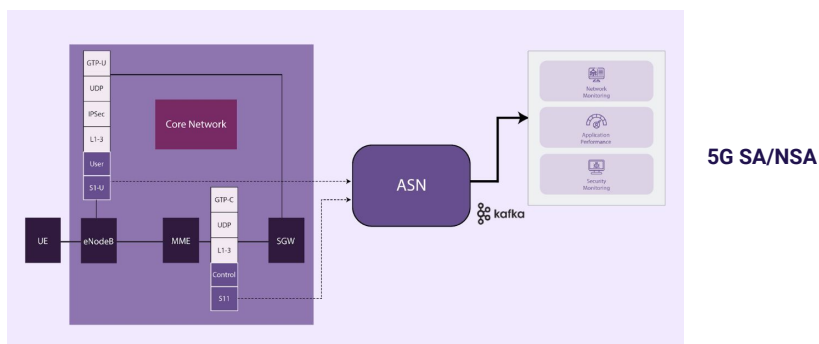 GTP-U
UDP
IPSec
L1-3
User
S1-U
Core Network
GTP-C
UDP
L1-3
Control
S11
UE
eNodeB
MME
SGW
ASN
kafka
Network
Monitoring
Application
Performance
Security
Monitoring
5G SA/NSA